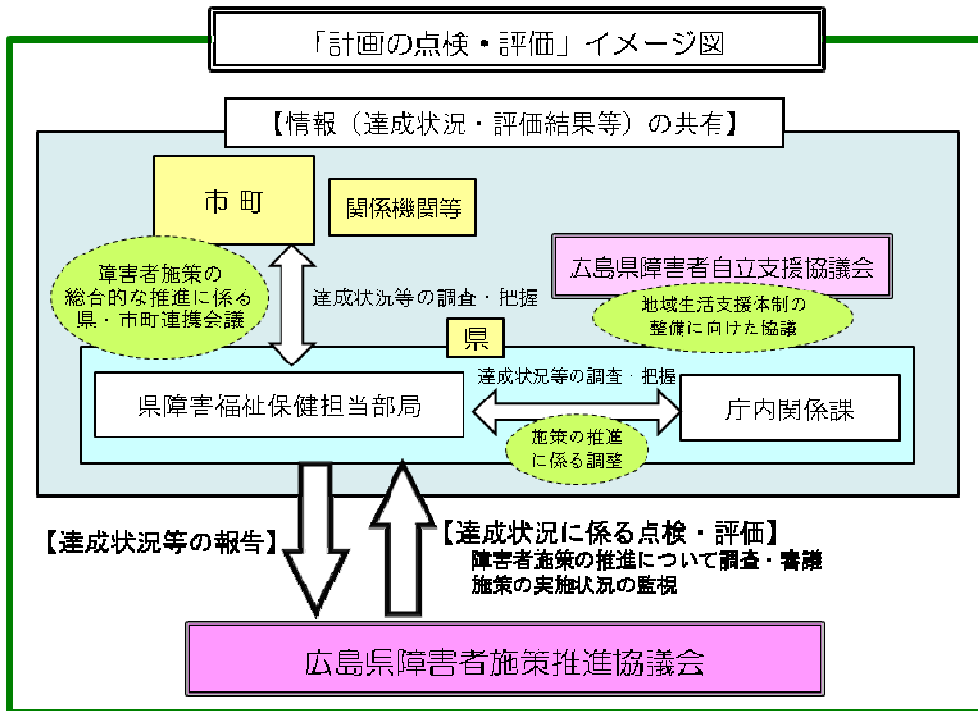 「計画の点検・評価」イメージ図
【情報（達成状況・評価結果等）の共有】
市町
関係機関等
障害者施策の
総合的な推進に係る
県・市町連携会議
達成状況等の調査・把握
広島県障害者自立支援協議会
地域生活支援体制の
整備に向けた協議
県
県障害福祉保健担当部局
達成状況等の調査・把握
施策の推進
に係る調整
庁内関係課
【達成状況等の報告】
【達成状況に係る点検・評価】
障害者施策の推進について調査・審議
施策の実施状況の監視
広島県障害者施策推進協議会